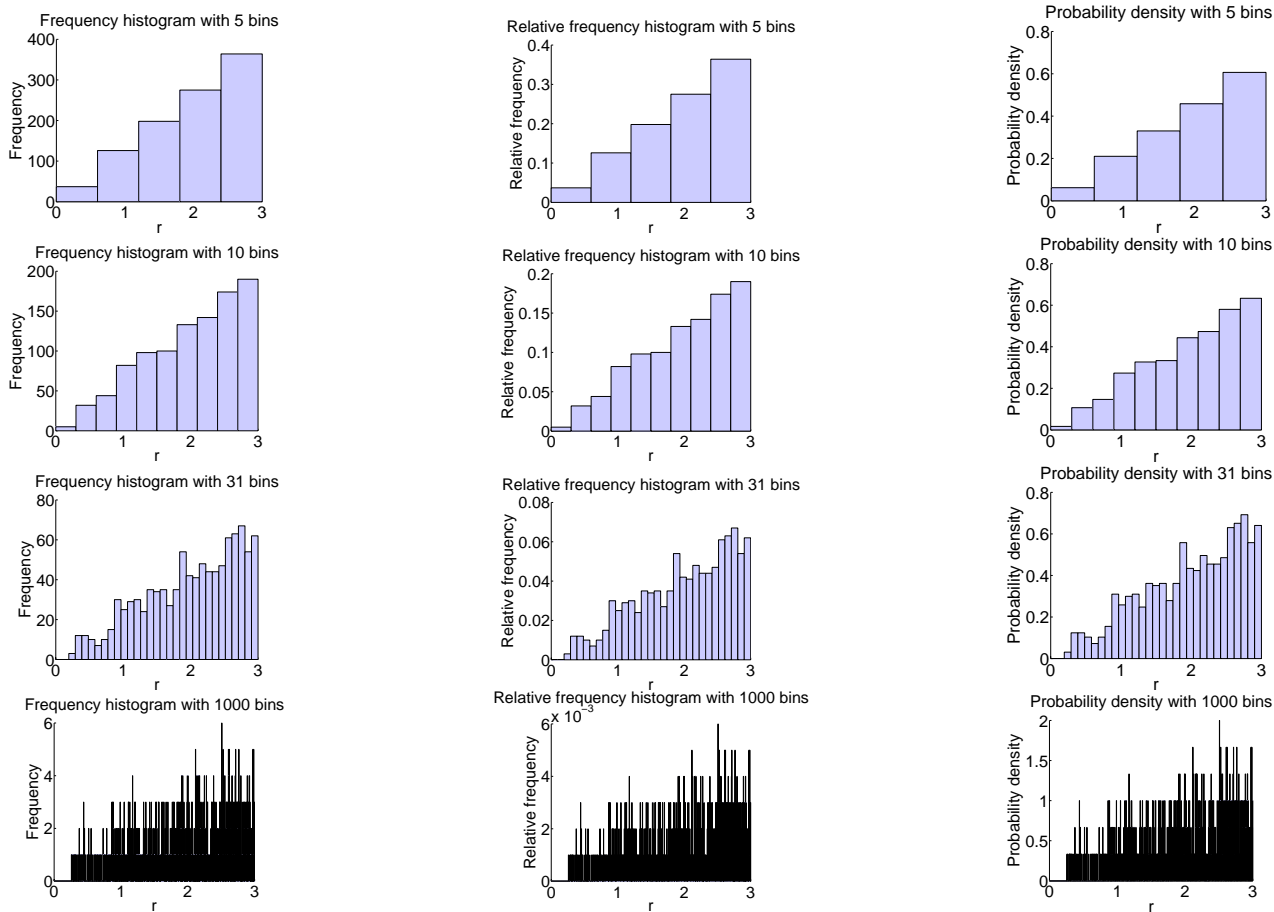 Frequency histogram with 5 bins
400
300
200
100
0
Frequency
0 1 2 3
r
Relative frequency histogram with 5 bins
0.4
0.3
0.2
0.1
0
Relative frequency
0 1 2 3
r
Probability density with 5 bins
0.8
0.6
0.4
0.2
0
Probability density
0 1 2 3
r
Frequency histogram with 10 bins
200
150
100
50
0
Frequency
0 1 2 3
r
Relative frequency histogram with 10 bins
0.2
0.15
0.1
0.05
0
Relative frequency
0 1 2 3
r
Probability density with 10 bins
0.8
0.6
0.4
0.2
0
Probability density
0 1 2 3
r
Frequency histogram with 31 bins
80
60
40
20
0
Frequency
0 1 2 3
r
Relative frequency histogram with 31 bins
0.08
0.06
0.04
0.02
0
Relative frequency
0 1 2 3
r
Probability density with 31 bins
0.8
0.6
0.4
0.2
0
Probability density
0 1 2 3
r
Frequency histogram with 1000 bins
6
4
2
0
Frequency
0 1 2 3
r
Relative frequency histogram with 1000 bins
x 10⁻³
6
4
2
0
Relative frequency
0 1 2 3
r
Probability density with 1000 bins
2
1.5
1
0.5
0
Probability density
0 1 2 3
r